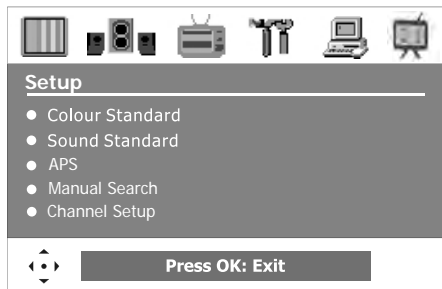 Setup
Colour Standard
Sound Standard
APS
Manual Search
Channel Setup
Press OK: Exit